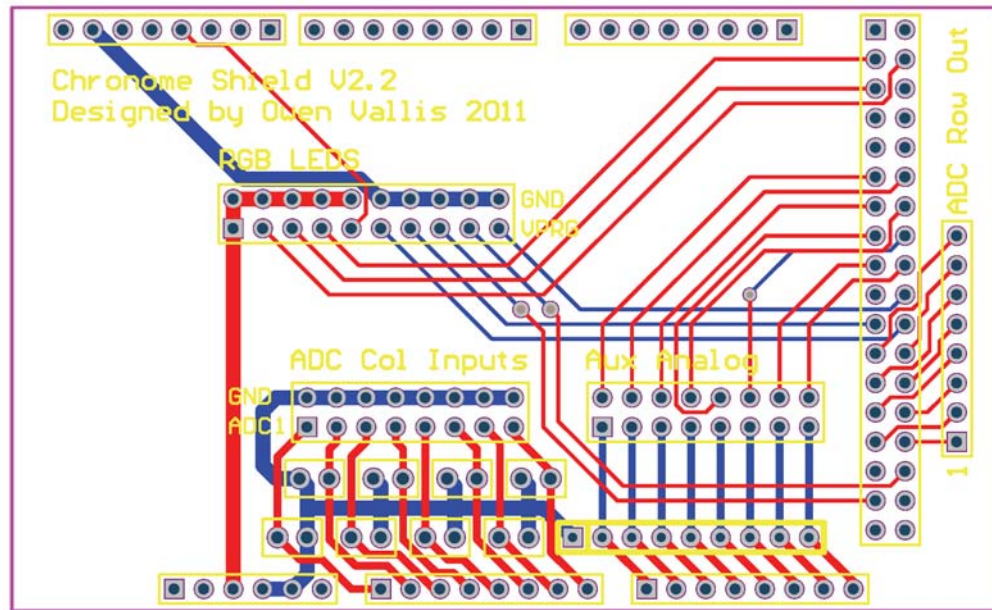 Chronome Shield V2.2
Designed by Owen Vallis 2011
RGB LEDS
GND
VPRG
ADC Row Out
ADC Col Inputs
Aux Analog
GND
ADC1
1